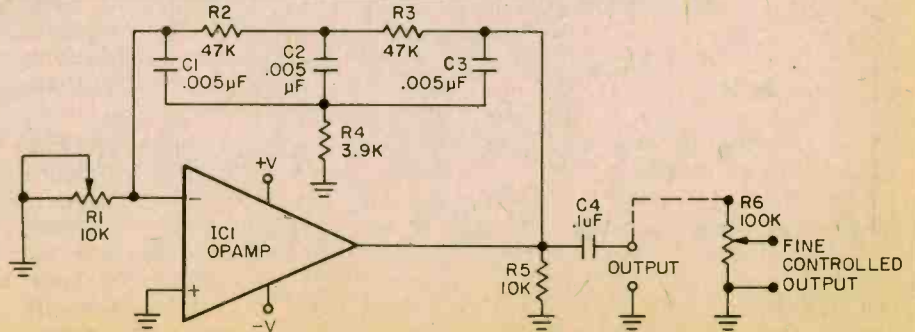 R2
47K
R3
47K
C1
.005µF
C2
.005
µF
C3
.005µF
R4
3.9K
+V
R1
10K
-
IC1
OPAMP
+
-V
C4
.1uF
R5
10K
OUTPUT
R6
100K
FINE
CONTROLLED
OUTPUT